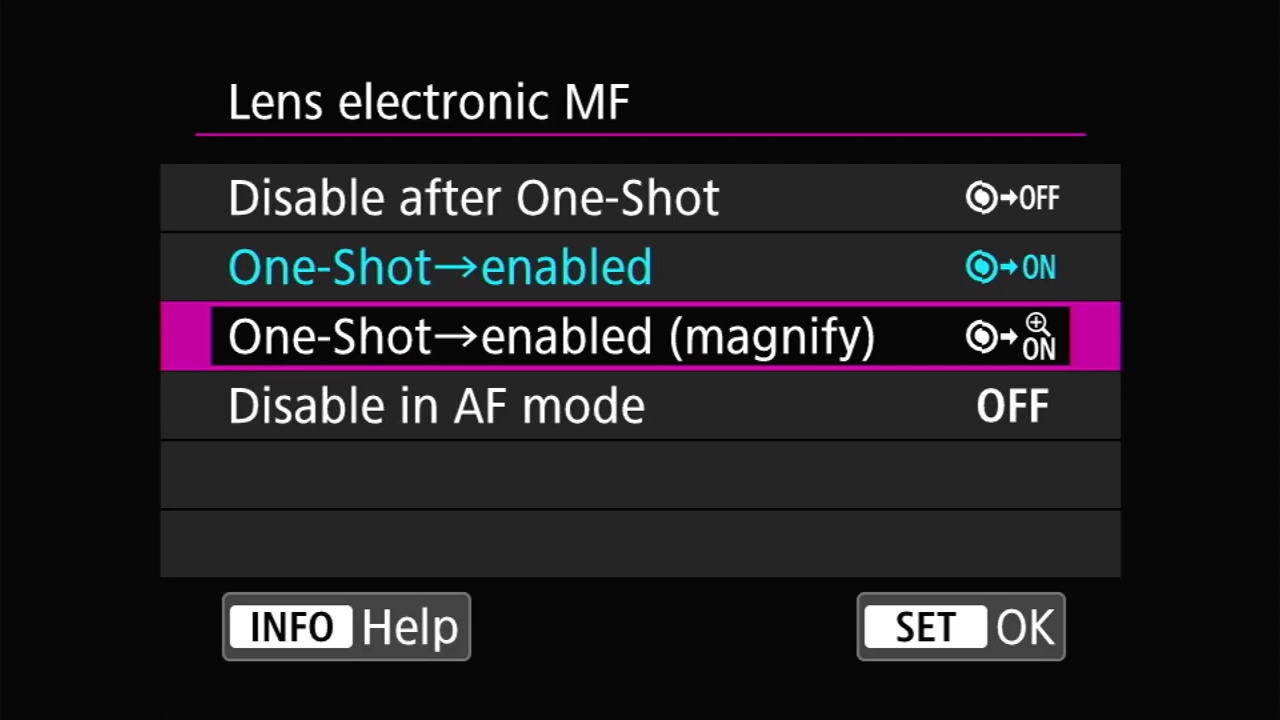 Lens electronic MF
Disable after One-Shot →OFF
One-Shot→enabled →ON
One-Shot→enabled (magnify) →ON
Disable in AF mode OFF
INFO Help SET OK